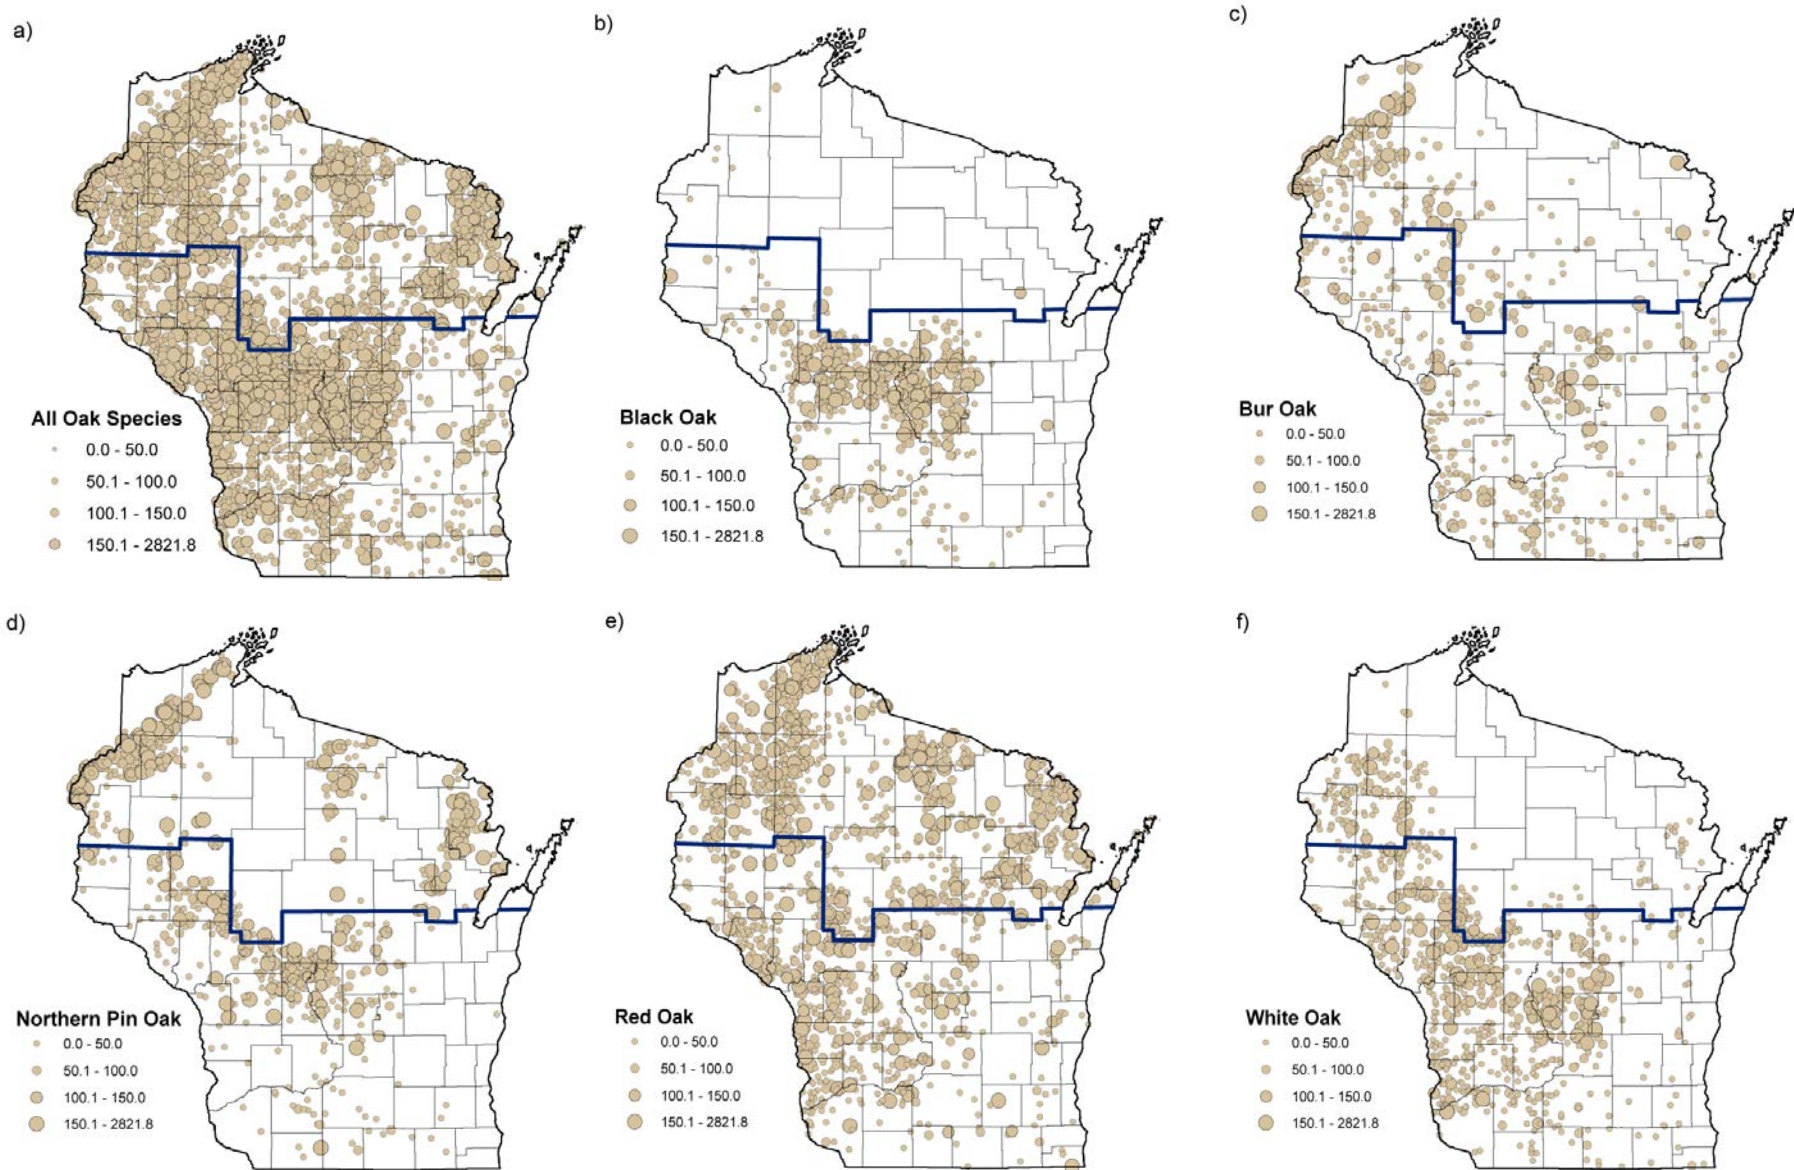 a)
All Oak Species
0.0 - 50.0
50.1 - 100.0
100.1 - 150.0
150.1 - 2821.8
b)
Black Oak
0.0 - 50.0
50.1 - 100.0
100.1 - 150.0
150.1 - 2821.8
c)
Bur Oak
0.0 - 50.0
50.1 - 100.0
100.1 - 150.0
150.1 - 2821.8
d)
Northern Pin Oak
0.0 - 50.0
50.1 - 100.0
100.1 - 150.0
150.1 - 2821.8
e)
Red Oak
0.0 - 50.0
50.1 - 100.0
100.1 - 150.0
150.1 - 2821.8
f)
White Oak
0.0 - 50.0
50.1 - 100.0
100.1 - 150.0
150.1 - 2821.8